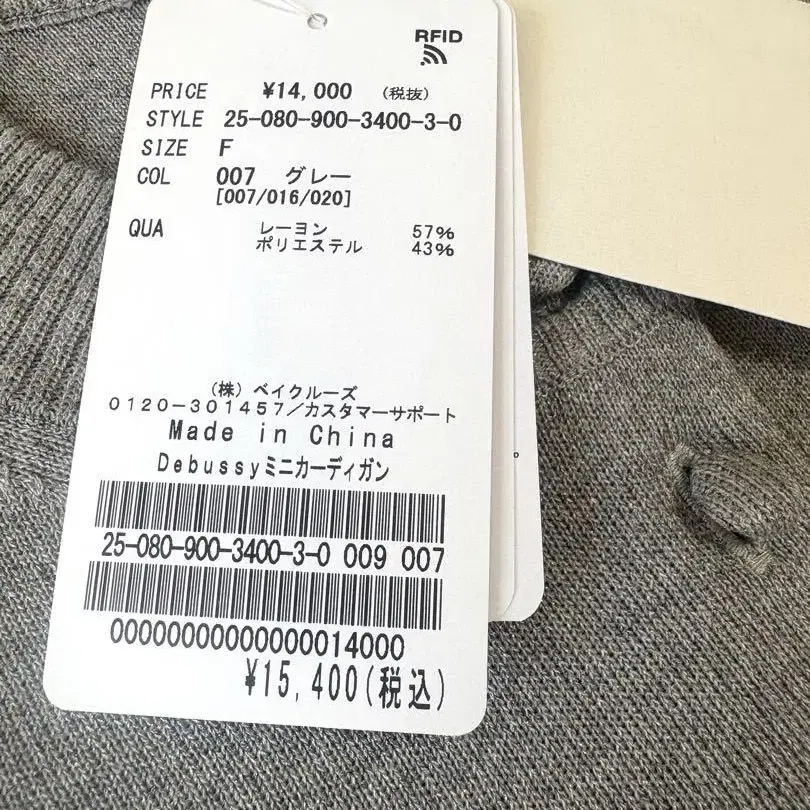 RFID
PRICE ¥14,000 (税抜)
STYLE 25-080-900-3400-3-0
SIZE F
COL 007 グレー
[007/016/020]
QUA レーヨン 57%
ポリエステル 43%
(株)ベイクルーズ
0120-301457/カスタマーサポート
Made in China
Debussyミニカーディガン
25-080-900-3400-3-0 009 007
00000000000000014000
¥15,400(税込)